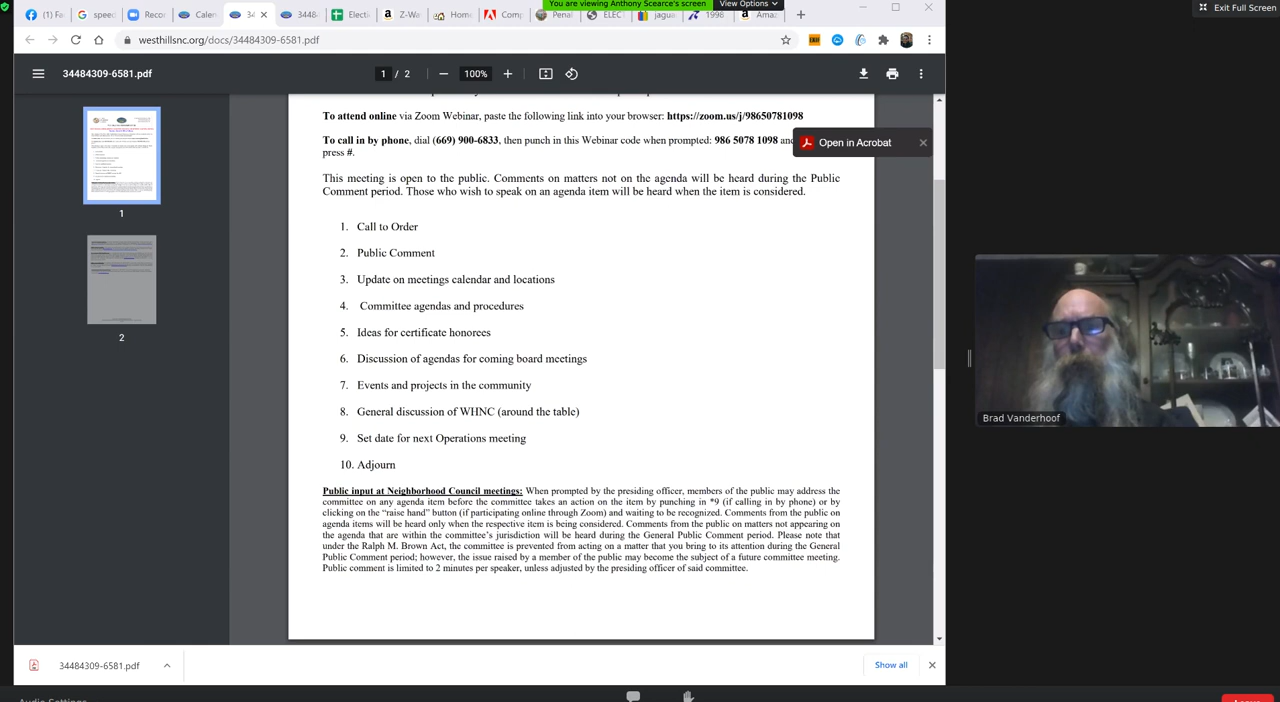 You are viewing Anthony Scearce's screen
View Options
Exit Full Screen
speec
Recor
Calen
34
3448
Electi
a-Wa
Home
Comp
Penal
ELECT
jagua
1998
Amaz
westhillsnc.org/docs/34484309-6581.pdf
34484309-6581.pdf
1 / 2
100%
To attend online via Zoom Webinar, paste the following link into your browser: https://zoom.us/j/98650781098
To call in by phone, dial (669) 900-6833, then punch in this Webinar code when prompted: 986 5078 1098 and
press #.
Open in Acrobat
This meeting is open to the public. Comments on matters not on the agenda will be heard during the Public
Comment period. Those who wish to speak on an agenda item will be heard when the item is considered.
1. Call to Order
2. Public Comment
3. Update on meetings calendar and locations
4. Committee agendas and procedures
5. Ideas for certificate honorees
6. Discussion of agendas for coming board meetings
7. Events and projects in the community
8. General discussion of WHNC (around the table)
9. Set date for next Operations meeting
10. Adjourn
Public input at Neighborhood Council meetings: When prompted by the presiding officer, members of the public may address the
committee on any agenda item before the committee takes an action on the item by punching in *9 (if calling in by phone) or by
clicking on the “raise hand” button (if participating online through Zoom) and waiting to be recognized. Comments from the public on
agenda items will be heard only when the respective item is being considered. Comments from the public on matters not appearing on
the agenda that are within the committee’s jurisdiction will be heard during the General Public Comment period. Please note that
under the Ralph M. Brown Act, the committee is prevented from acting on a matter that you bring to its attention during the General
Public Comment period; however, the issue raised by a member of the public may become the subject of a future committee meeting.
Public comment is limited to 2 minutes per speaker, unless adjusted by the presiding officer of said committee.
1
2
Brad Vanderhoof
34484309-6581.pdf
Show all
Audio Settings
Leave